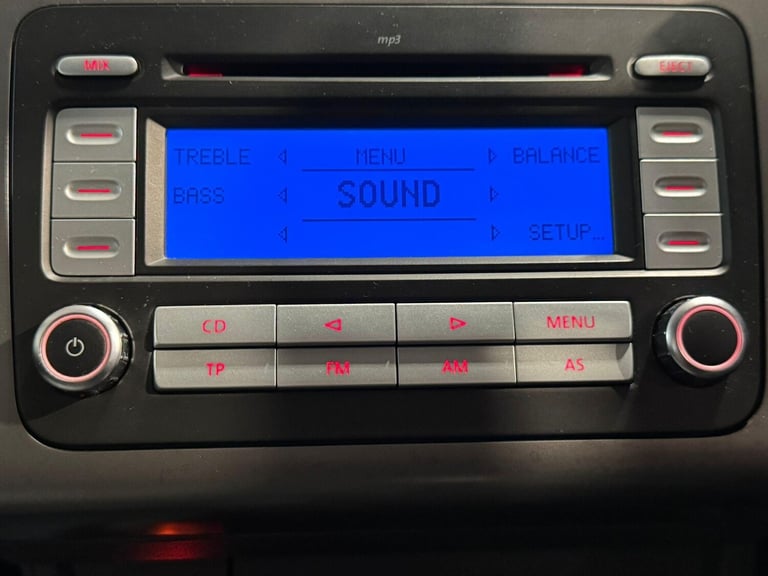 mp3
MIX EJECT
TREBLE MENU BALANCE
BASS SOUND
SETUP...
CD MENU
TP FM AM AS